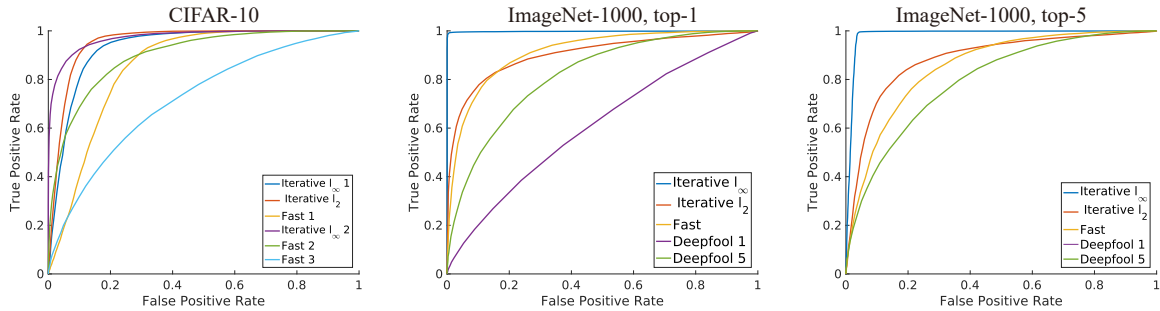 CIFAR-10
True Positive Rate
1
0.8
0.6
0.4
0.2
0
0 0.2 0.4 0.6 0.8 1
False Positive Rate
Iterative l∞ 1
Iterative l2
Fast 1
Iterative l∞ 2
Fast 2
Fast 3
ImageNet-1000, top-1
True Positive Rate
1
0.8
0.6
0.4
0.2
0
0 0.2 0.4 0.6 0.8 1
False Positive Rate
Iterative l∞
Iterative l2
Fast
Deepfool 1
Deepfool 5
ImageNet-1000, top-5
True Positive Rate
1
0.8
0.6
0.4
0.2
0
0 0.2 0.4 0.6 0.8 1
False Positive Rate
Iterative l∞
Iterative l2
Fast
Deepfool 1
Deepfool 5